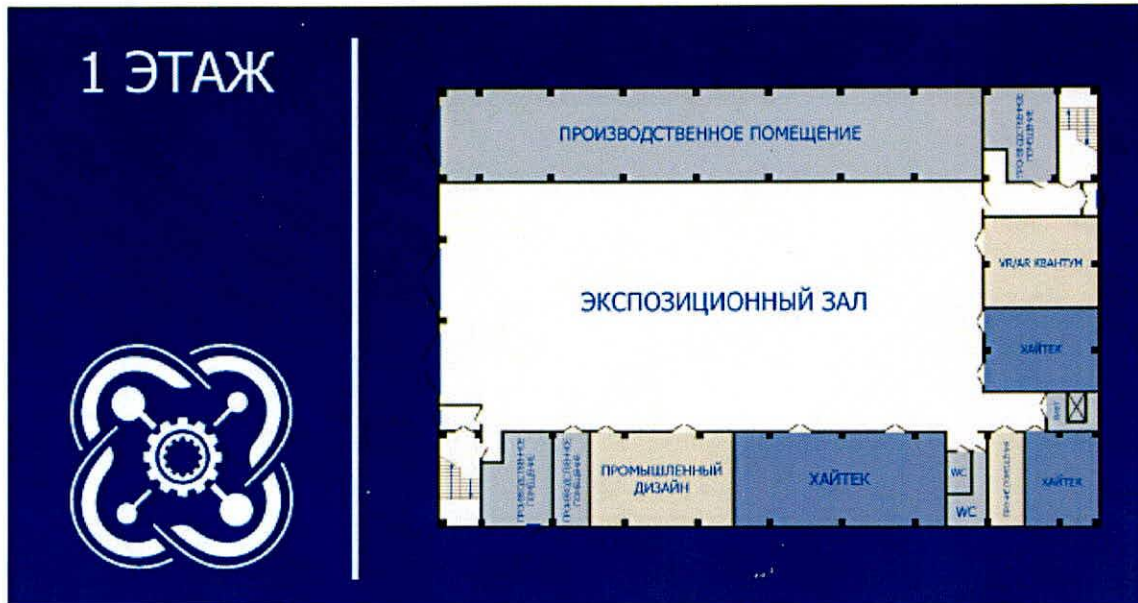 1 ЭТАЖ
ПРОИЗВОДСТВЕННОЕ ПОМЕЩЕНИЕ
ПРОИЗВОДСТВЕННОЕ
ПОМЕЩЕНИЕ
VR/AR КВАНТУМ
ЭКСПОЗИЦИОННЫЙ ЗАЛ
ХАЙТЕК
ЛИФТ
ПРОИЗВОДСТВЕННОЕ
ПОМЕЩЕНИЕ
ПРОИЗВОДСТВЕННОЕ
ПОМЕЩЕНИЕ
ПРОМЫШЛЕННЫЙ
ДИЗАЙН
ХАЙТЕК
WC
WC
ХАЙТЕК